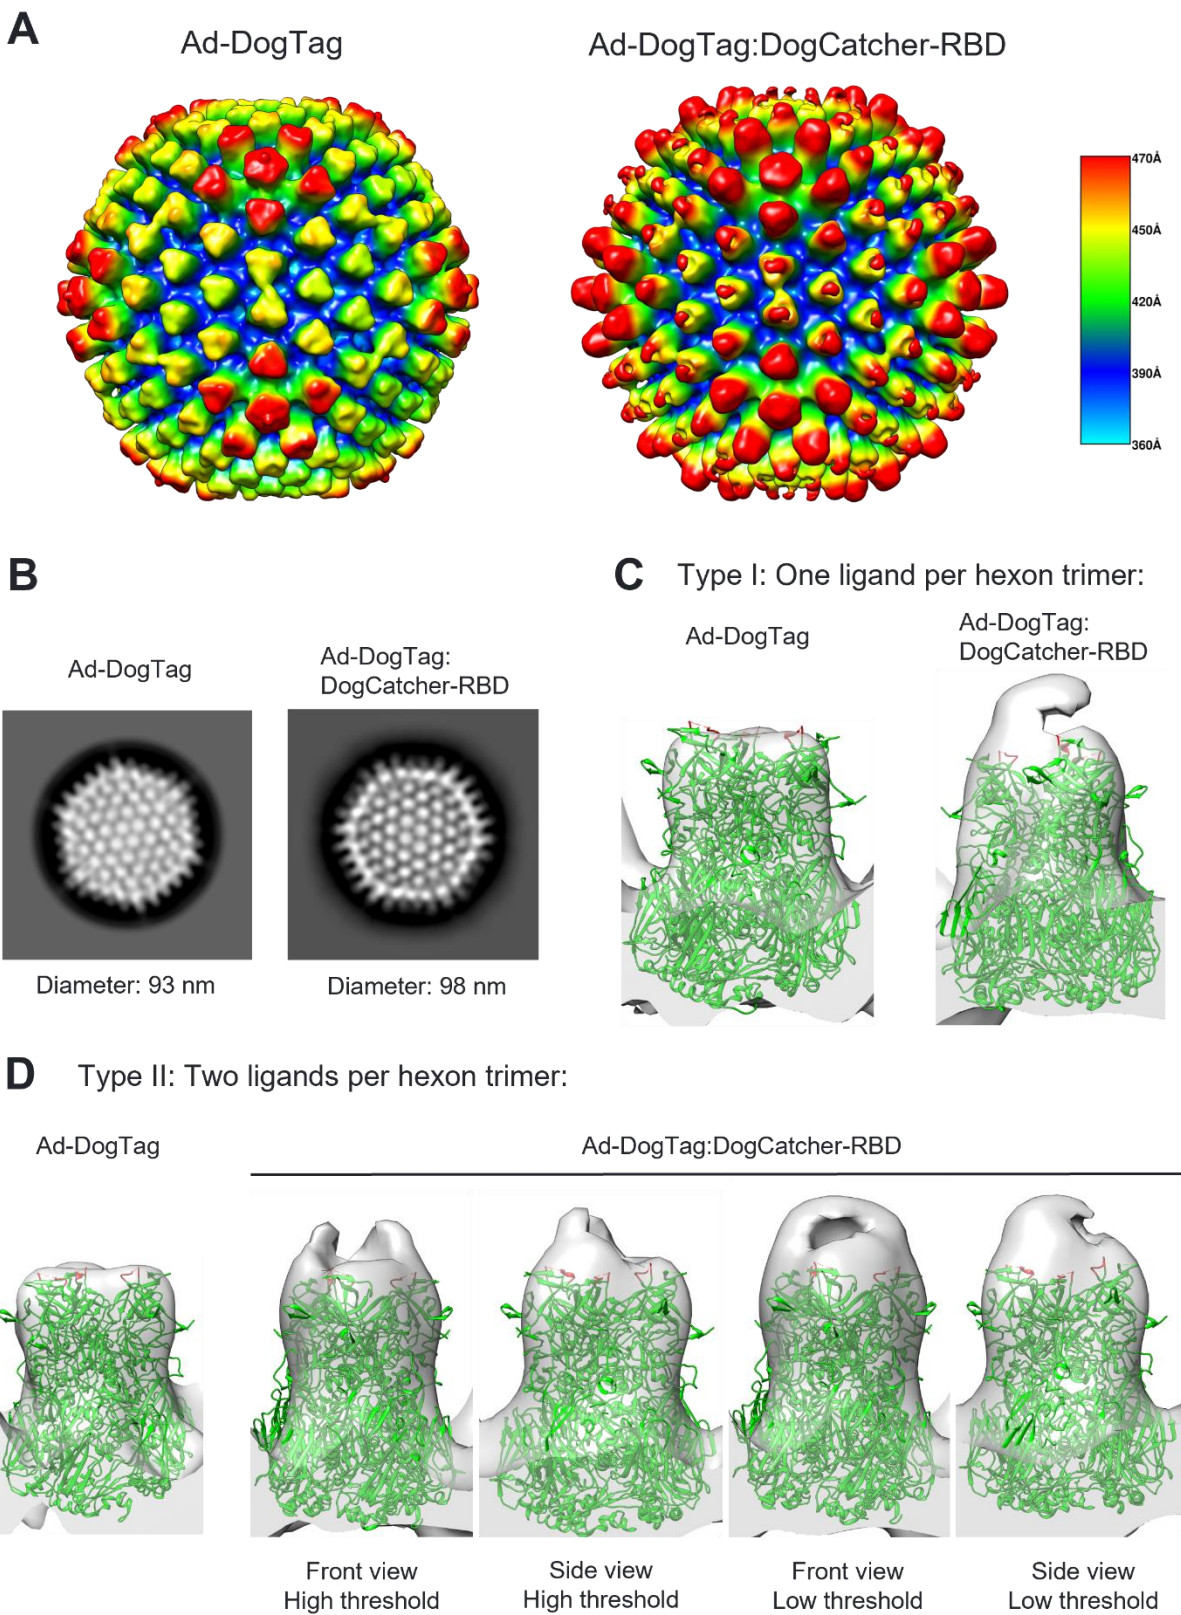 A
Ad-DogTag
Ad-DogTag:DogCatcher-RBD
470Å
450Å
420Å
390Å
360Å
B
Ad-DogTag
Ad-DogTag:
DogCatcher-RBD
Diameter: 93 nm
Diameter: 98 nm
C
Type I: One ligand per hexon trimer:
Ad-DogTag
Ad-DogTag:
DogCatcher-RBD
D
Type II: Two ligands per hexon trimer:
Ad-DogTag
Ad-DogTag:DogCatcher-RBD
Front view
High threshold
Side view
High threshold
Front view
Low threshold
Side view
Low threshold